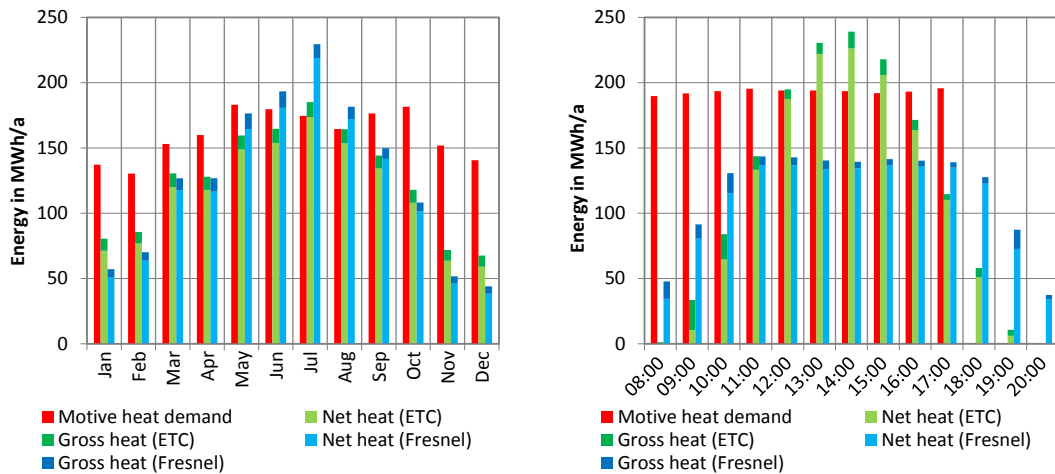 250
200
150
100
50
0
Energy in MWh/a
Jan
Feb
Mar
Apr
May
Jun
Jul
Aug
Sep
Oct
Nov
Dec
Motive heat demand
Net heat (ETC)
Gross heat (ETC)
Net heat (Fresnel)
Gross heat (Fresnel)
250
200
150
100
50
0
Energy in MWh/a
08:00
09:00
10:00
11:00
12:00
13:00
14:00
15:00
16:00
17:00
18:00
19:00
20:00
Motive heat demand
Net heat (ETC)
Gross heat (ETC)
Net heat (Fresnel)
Gross heat (Fresnel)